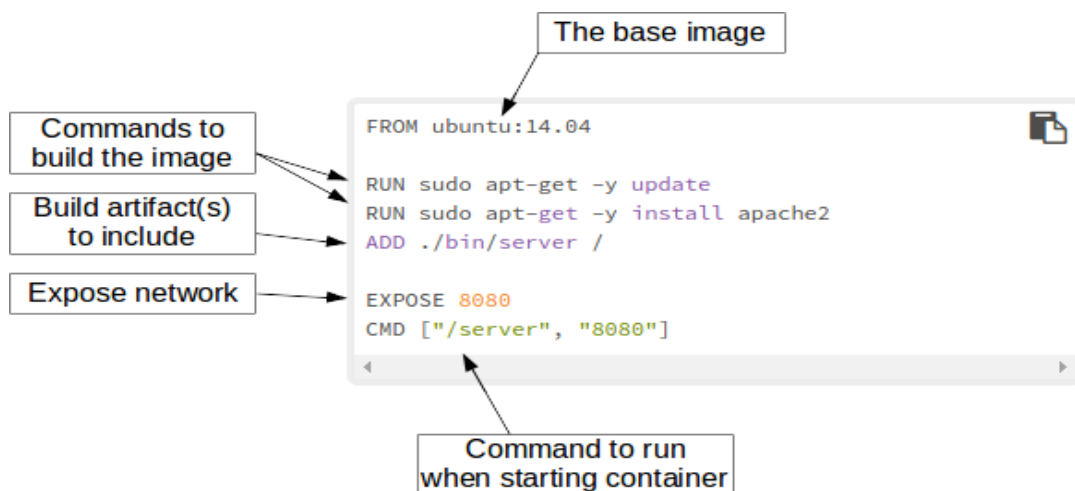 The base image
Commands to
build the image
Build artifact(s)
to include
Expose network
FROM ubuntu:14.04
RUN sudo apt-get -y update
RUN sudo apt-get -y install apache2
ADD ./bin/server /
EXPOSE 8080
CMD ["/server", "8080"]
Command to run
when starting container